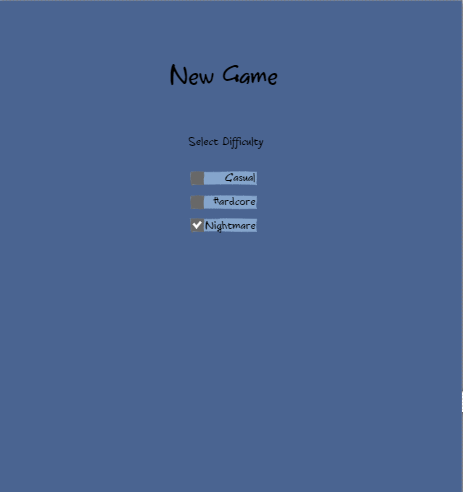 New Game
Select Difficulty
Casual
Hardcore
Nightmare